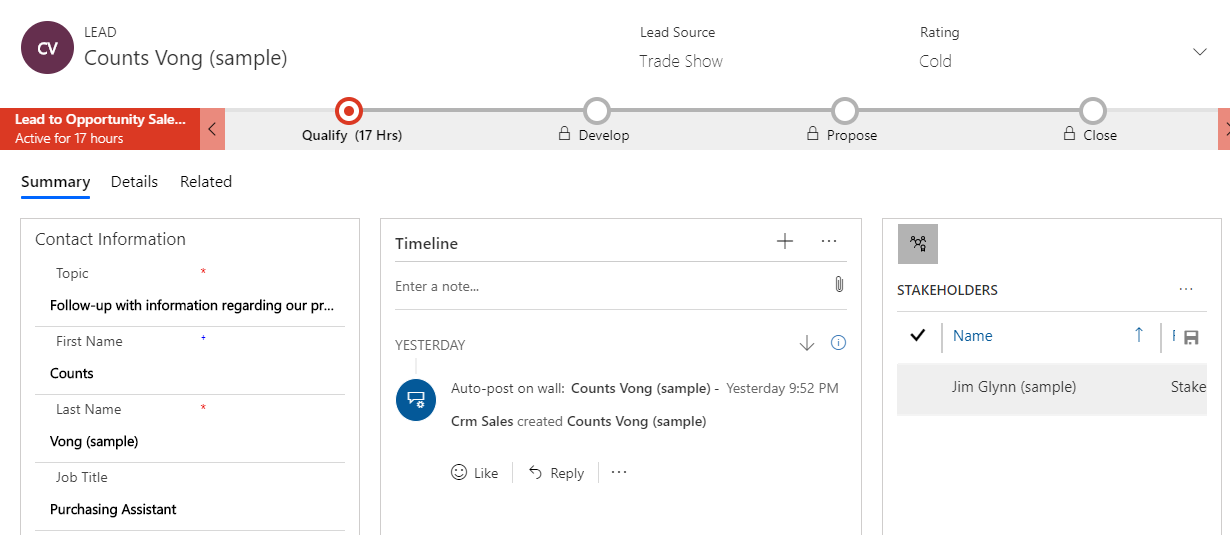 CV
LEAD
Counts Vong (sample)
Lead Source
Trade Show
Rating
Cold
Lead to Opportunity Sale...
Active for 17 hours
Qualify (17 Hrs)
Develop
Propose
Close
Summary Details Related
Contact Information
Topic *
Follow-up with information regarding our pr...
First Name +
Counts
Last Name *
Vong (sample)
Job Title
Purchasing Assistant
Timeline
Enter a note...
YESTERDAY
Auto-post on wall: Counts Vong (sample) - Yesterday 9:52 PM
Crm Sales created Counts Vong (sample)
Like Reply ...
STAKEHOLDERS ...
Name
Jim Glynn (sample) Stake